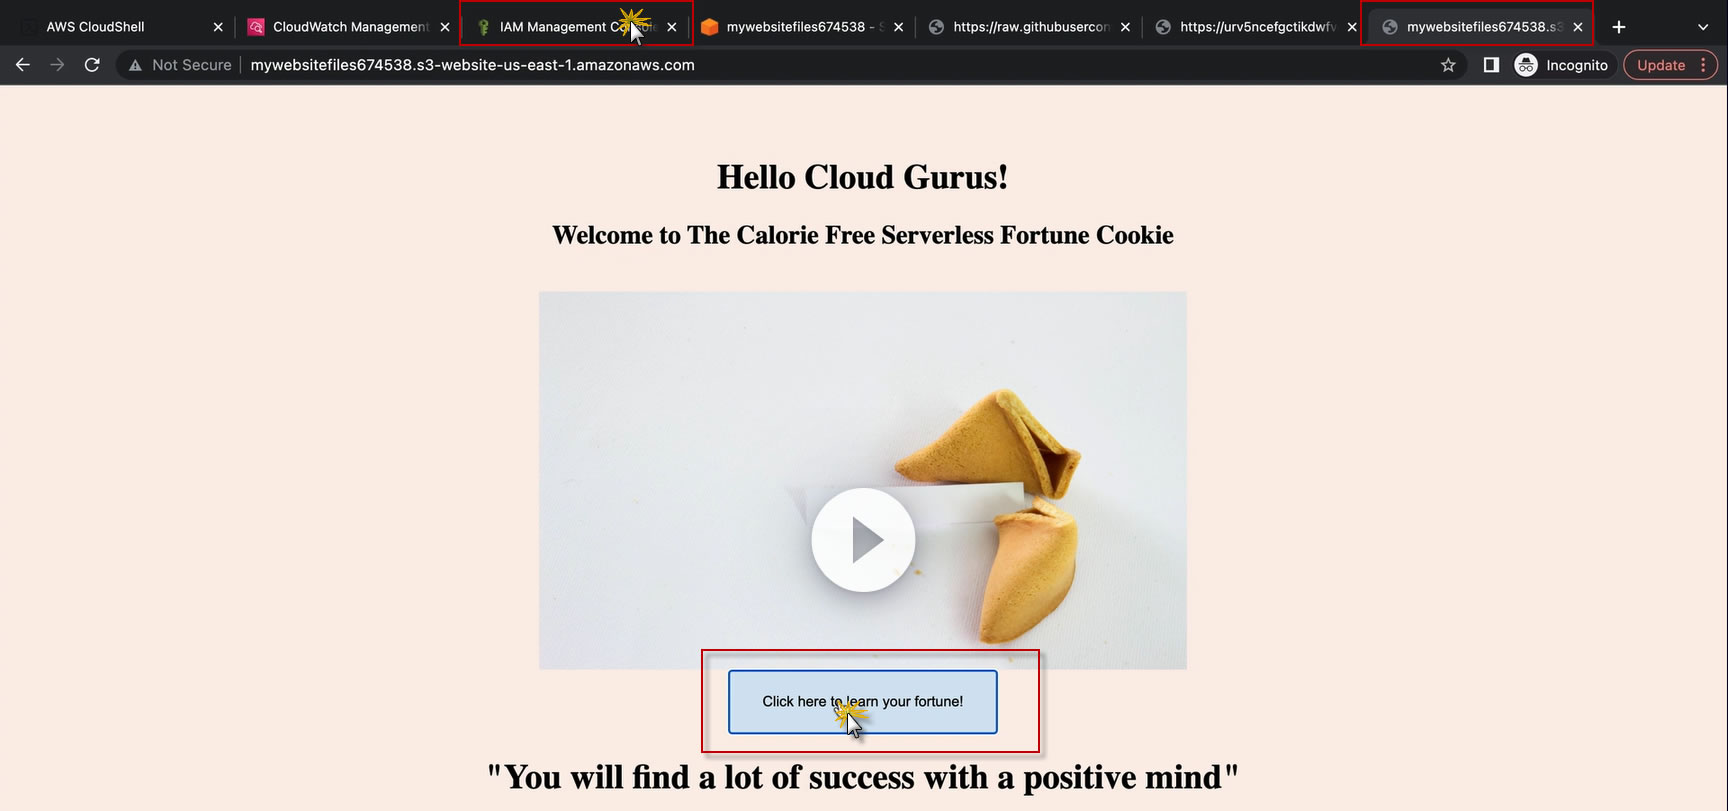 AWS CloudShell
CloudWatch Management
IAM Management Co
mywebsitefiles674538 - S
https://raw.githubusercon
https://urv5ncefgctikdwfv
mywebsitefiles674538.s3
Not Secure
mywebsitefiles674538.s3-website-us-east-1.amazonaws.com
Incognito
Update
Hello Cloud Gurus!
Welcome to The Calorie Free Serverless Fortune Cookie
Click here to learn your fortune!
"You will find a lot of success with a positive mind"